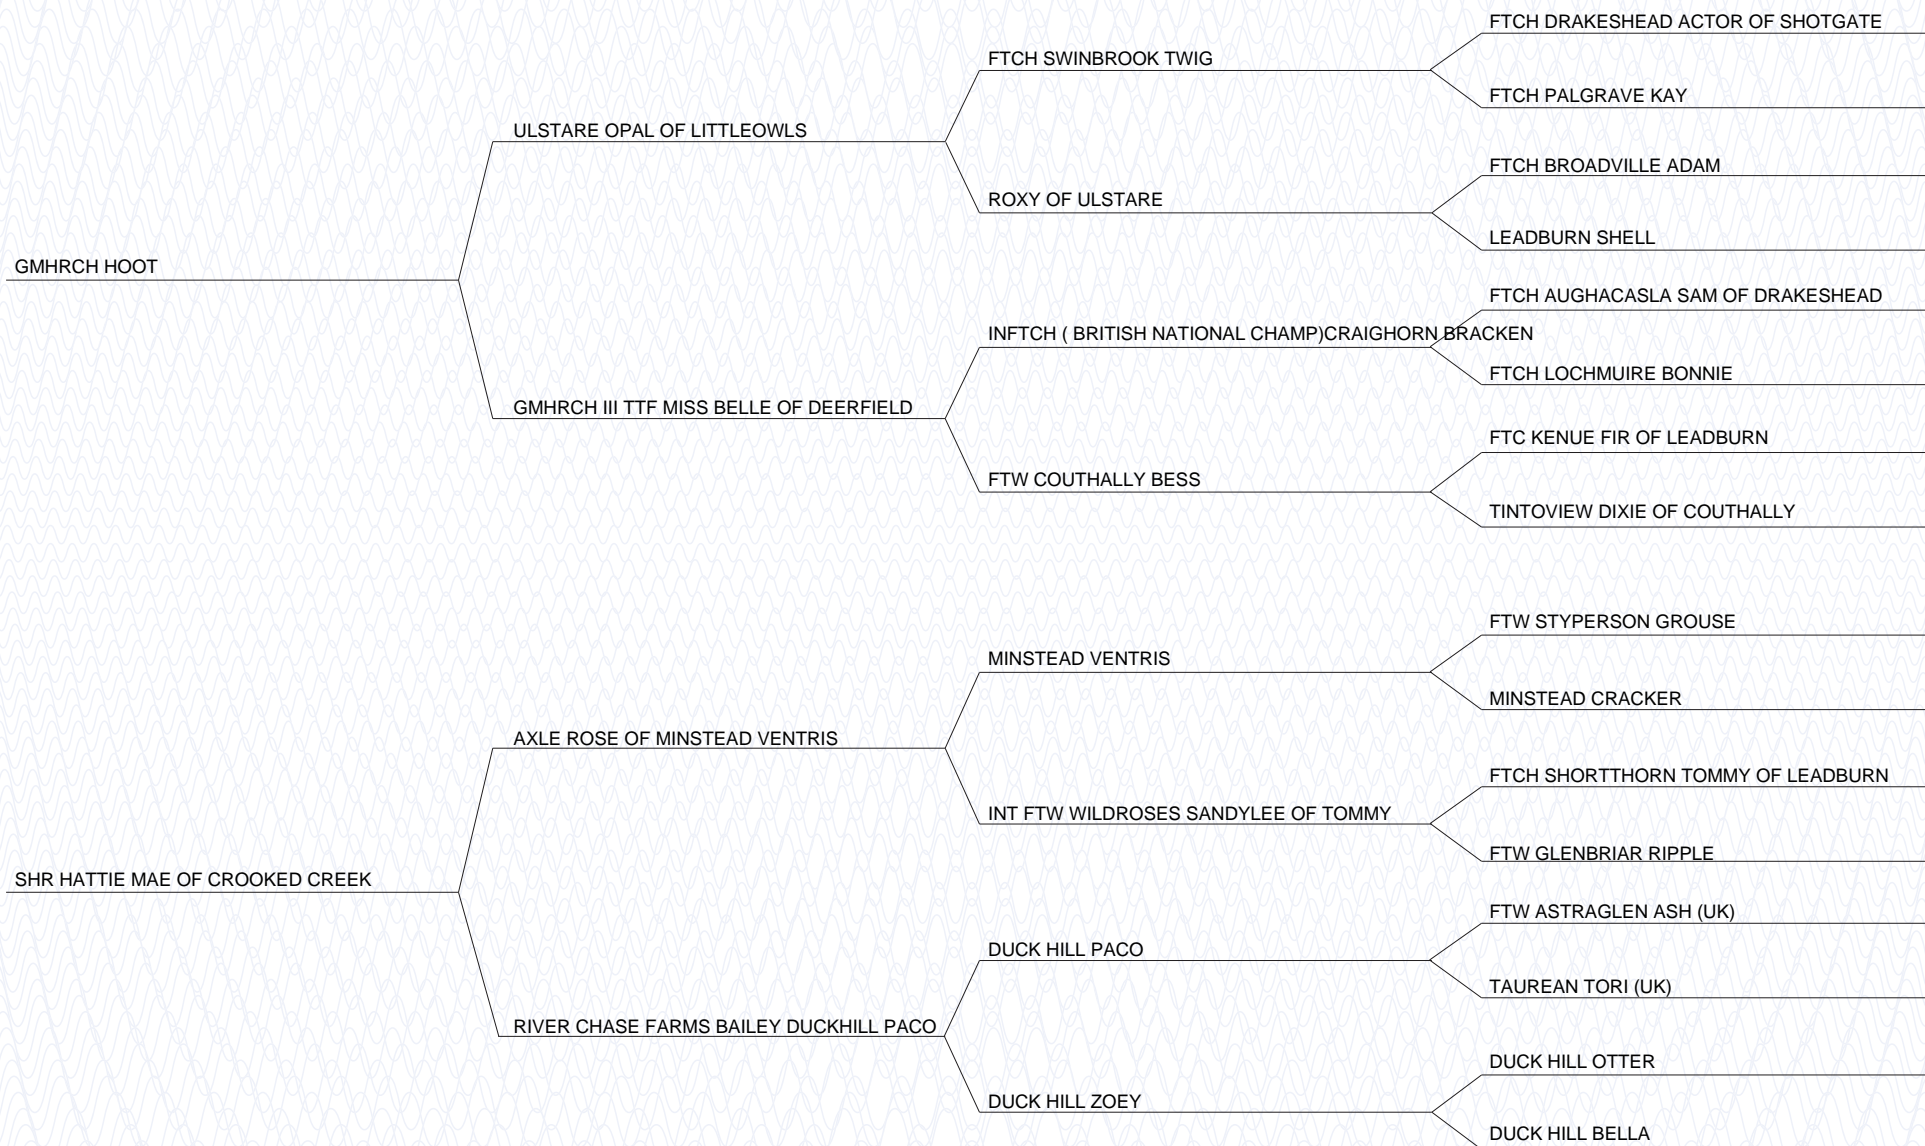 FTCH DRAKESHEAD ACTOR OF SHOTGATE
FTCH SWINBROOK TWIG
FTCH PALGRAVE KAY
ULSTARE OPAL OF LITTLEOWLS
FTCH BROADVILLE ADAM
ROXY OF ULSTARE
LEADBURN SHELL
GMHRCH HOOT
FTCH AUGHACASLA SAM OF DRAKESHEAD
INFTCH ( BRITISH NATIONAL CHAMP)CRAIGHORN BRACKEN
FTCH LOCHMUIRE BONNIE
GMHRCH III TTF MISS BELLE OF DEERFIELD
FTC KENUE FIR OF LEADBURN
FTW COUTHALLY BESS
TINTOVIEW DIXIE OF COUTHALLY
FTW STYPERSON GROUSE
MINSTEAD VENTRIS
MINSTEAD CRACKER
AXLE ROSE OF MINSTEAD VENTRIS
FTCH SHORTTHORN TOMMY OF LEADBURN
INT FTW WILDROSES SANDYLEE OF TOMMY
FTW GLENBRIAR RIPPLE
SHR HATTIE MAE OF CROOKED CREEK
FTW ASTRAGLEN ASH (UK)
DUCK HILL PACO
TAUREAN TORI (UK)
RIVER CHASE FARMS BAILEY DUCKHILL PACO
DUCK HILL OTTER
DUCK HILL ZOEY
DUCK HILL BELLA